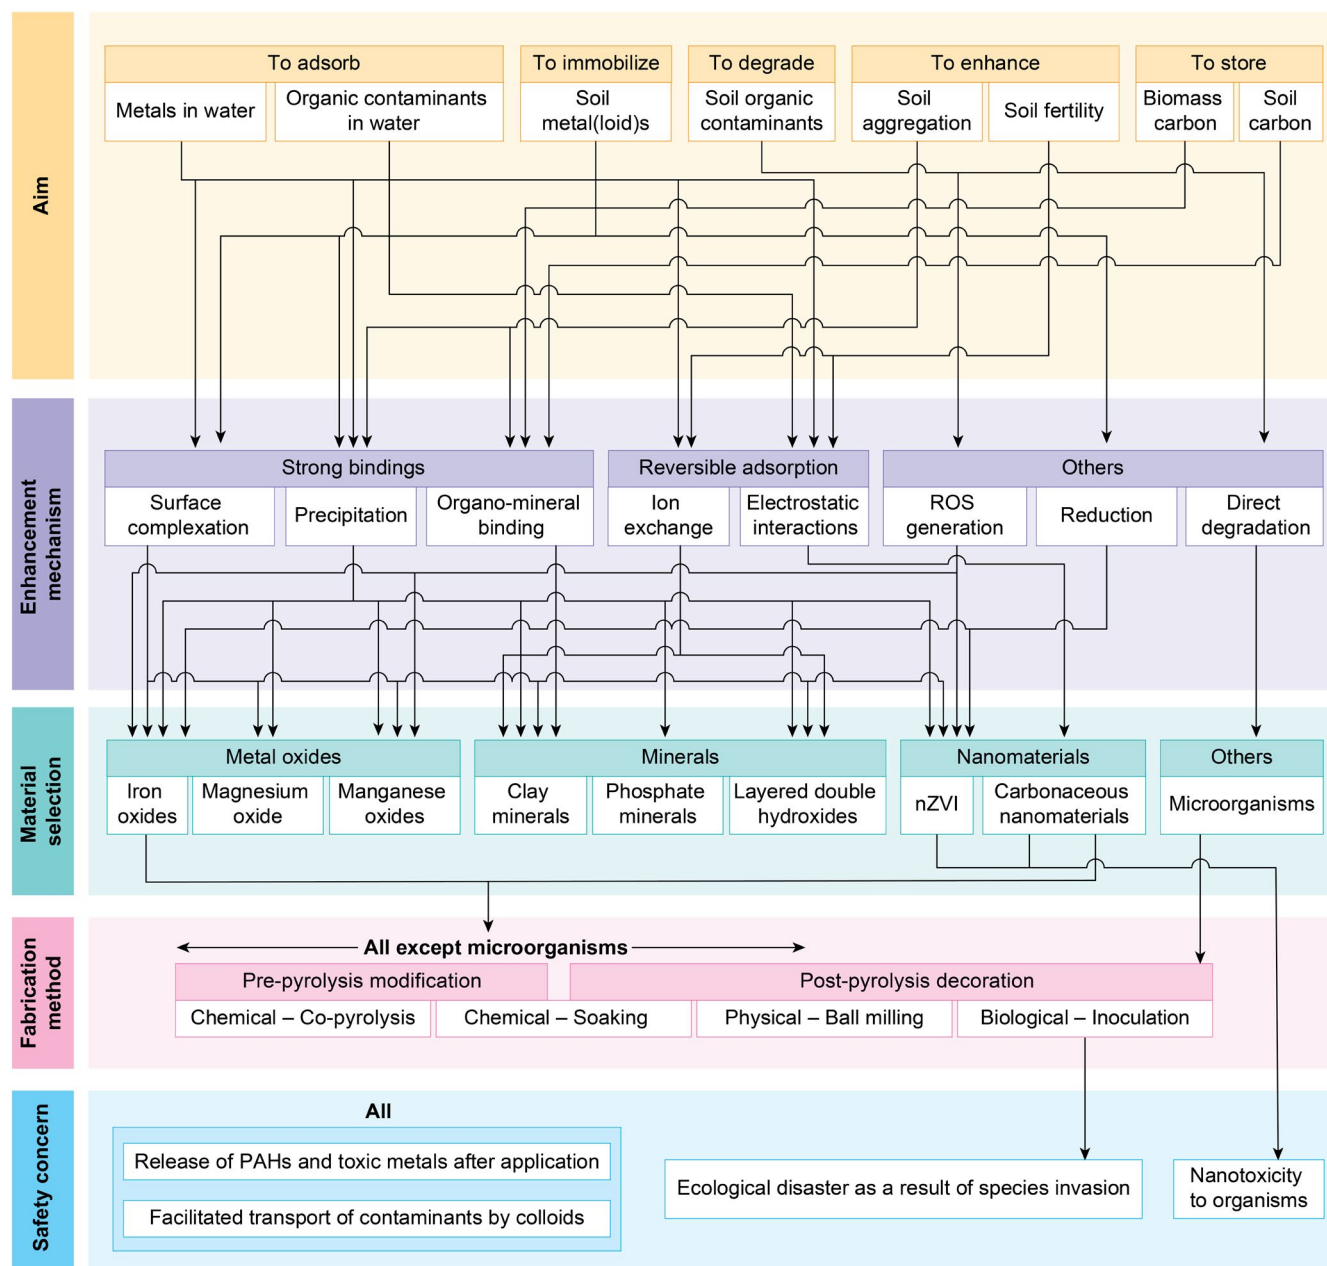 Aim
To adsorb
To immobilize
To degrade
To enhance
To store
Metals in water
Organic contaminants
in water
Soil
metal(loid)s
Soil organic
contaminants
Soil
aggregation
Soil fertility
Biomass
carbon
Soil
carbon
Enhancement
mechanism
Strong bindings
Reversible adsorption
Others
Surface
complexation
Precipitation
Organo-mineral
binding
Ion
exchange
Electrostatic
interactions
ROS
generation
Reduction
Direct
degradation
Material
selection
Metal oxides
Minerals
Nanomaterials
Others
Iron
oxides
Magnesium
oxide
Manganese
oxides
Clay
minerals
Phosphate
minerals
Layered double
hydroxides
nZVI
Carbonaceous
nanomaterials
Microorganisms
Fabrication
method
All except microorganisms
Pre-pyrolysis modification
Post-pyrolysis decoration
Chemical – Co-pyrolysis
Chemical – Soaking
Physical – Ball milling
Biological – Inoculation
Safety concern
All
Release of PAHs and toxic metals after application
Facilitated transport of contaminants by colloids
Ecological disaster as a result of species invasion
Nanotoxicity
to organisms